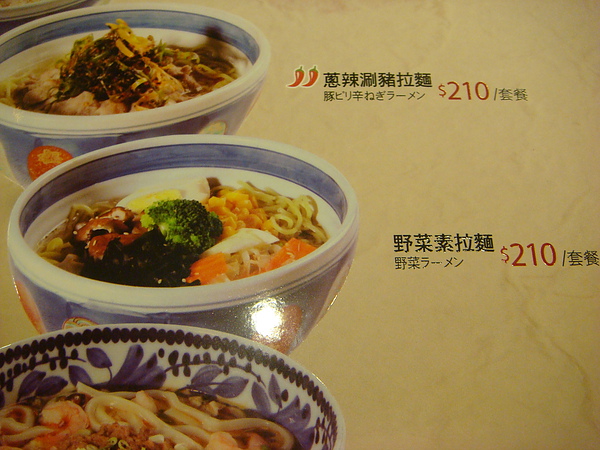 蔥辣涮豬拉麵 $210/套餐
豚ピリ辛ねぎラーメン
野菜素拉麵 $210/套餐
野菜ラーメン